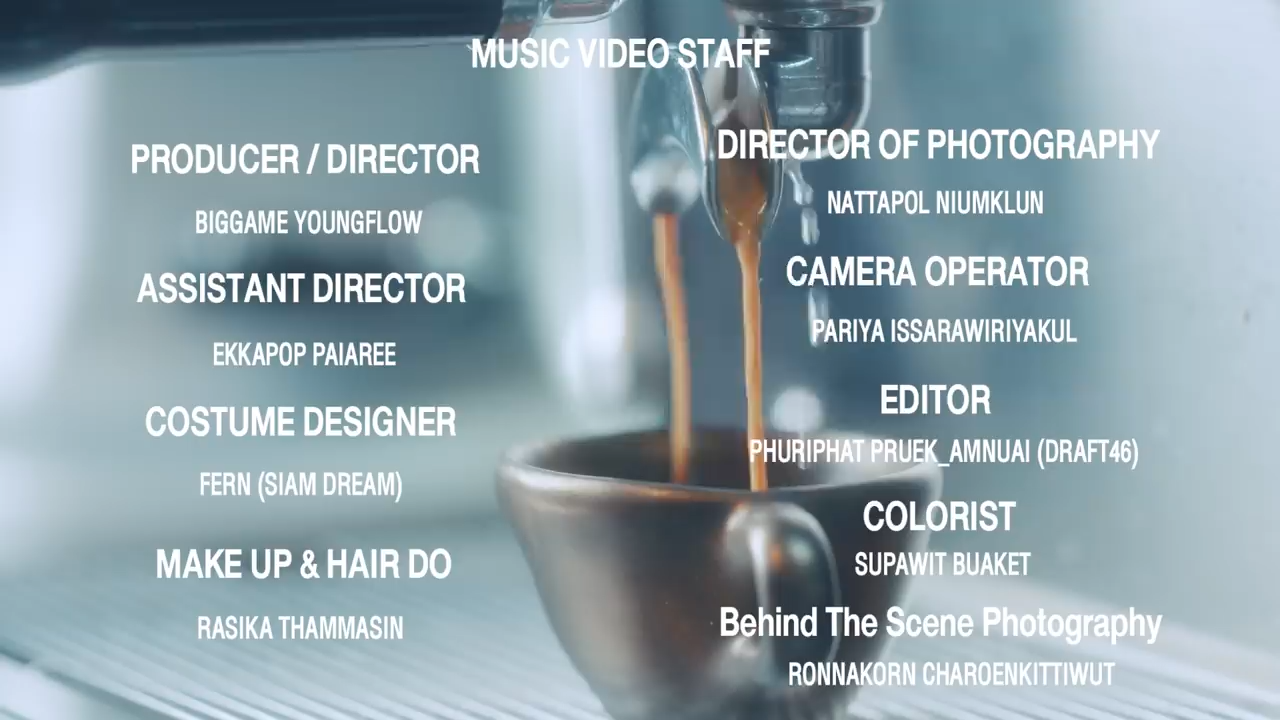 MUSIC VIDEO STAFF
PRODUCER / DIRECTOR
BIGGAME YOUNGFLOW
ASSISTANT DIRECTOR
EKKAPOP PAIAREE
COSTUME DESIGNER
FERN (SIAM DREAM)
MAKE UP & HAIR DO
RASIKA THAMMASIN
DIRECTOR OF PHOTOGRAPHY
NATTAPOL NIUMKLUN
CAMERA OPERATOR
PARIYA ISSARAWIRIYAKUL
EDITOR
PHURIPHAT PRUEK_AMNUAI (DRAFT46)
COLORIST
SUPAWIT BUAKET
Behind The Scene Photography
RONNAKORN CHAROENKITTIWUT